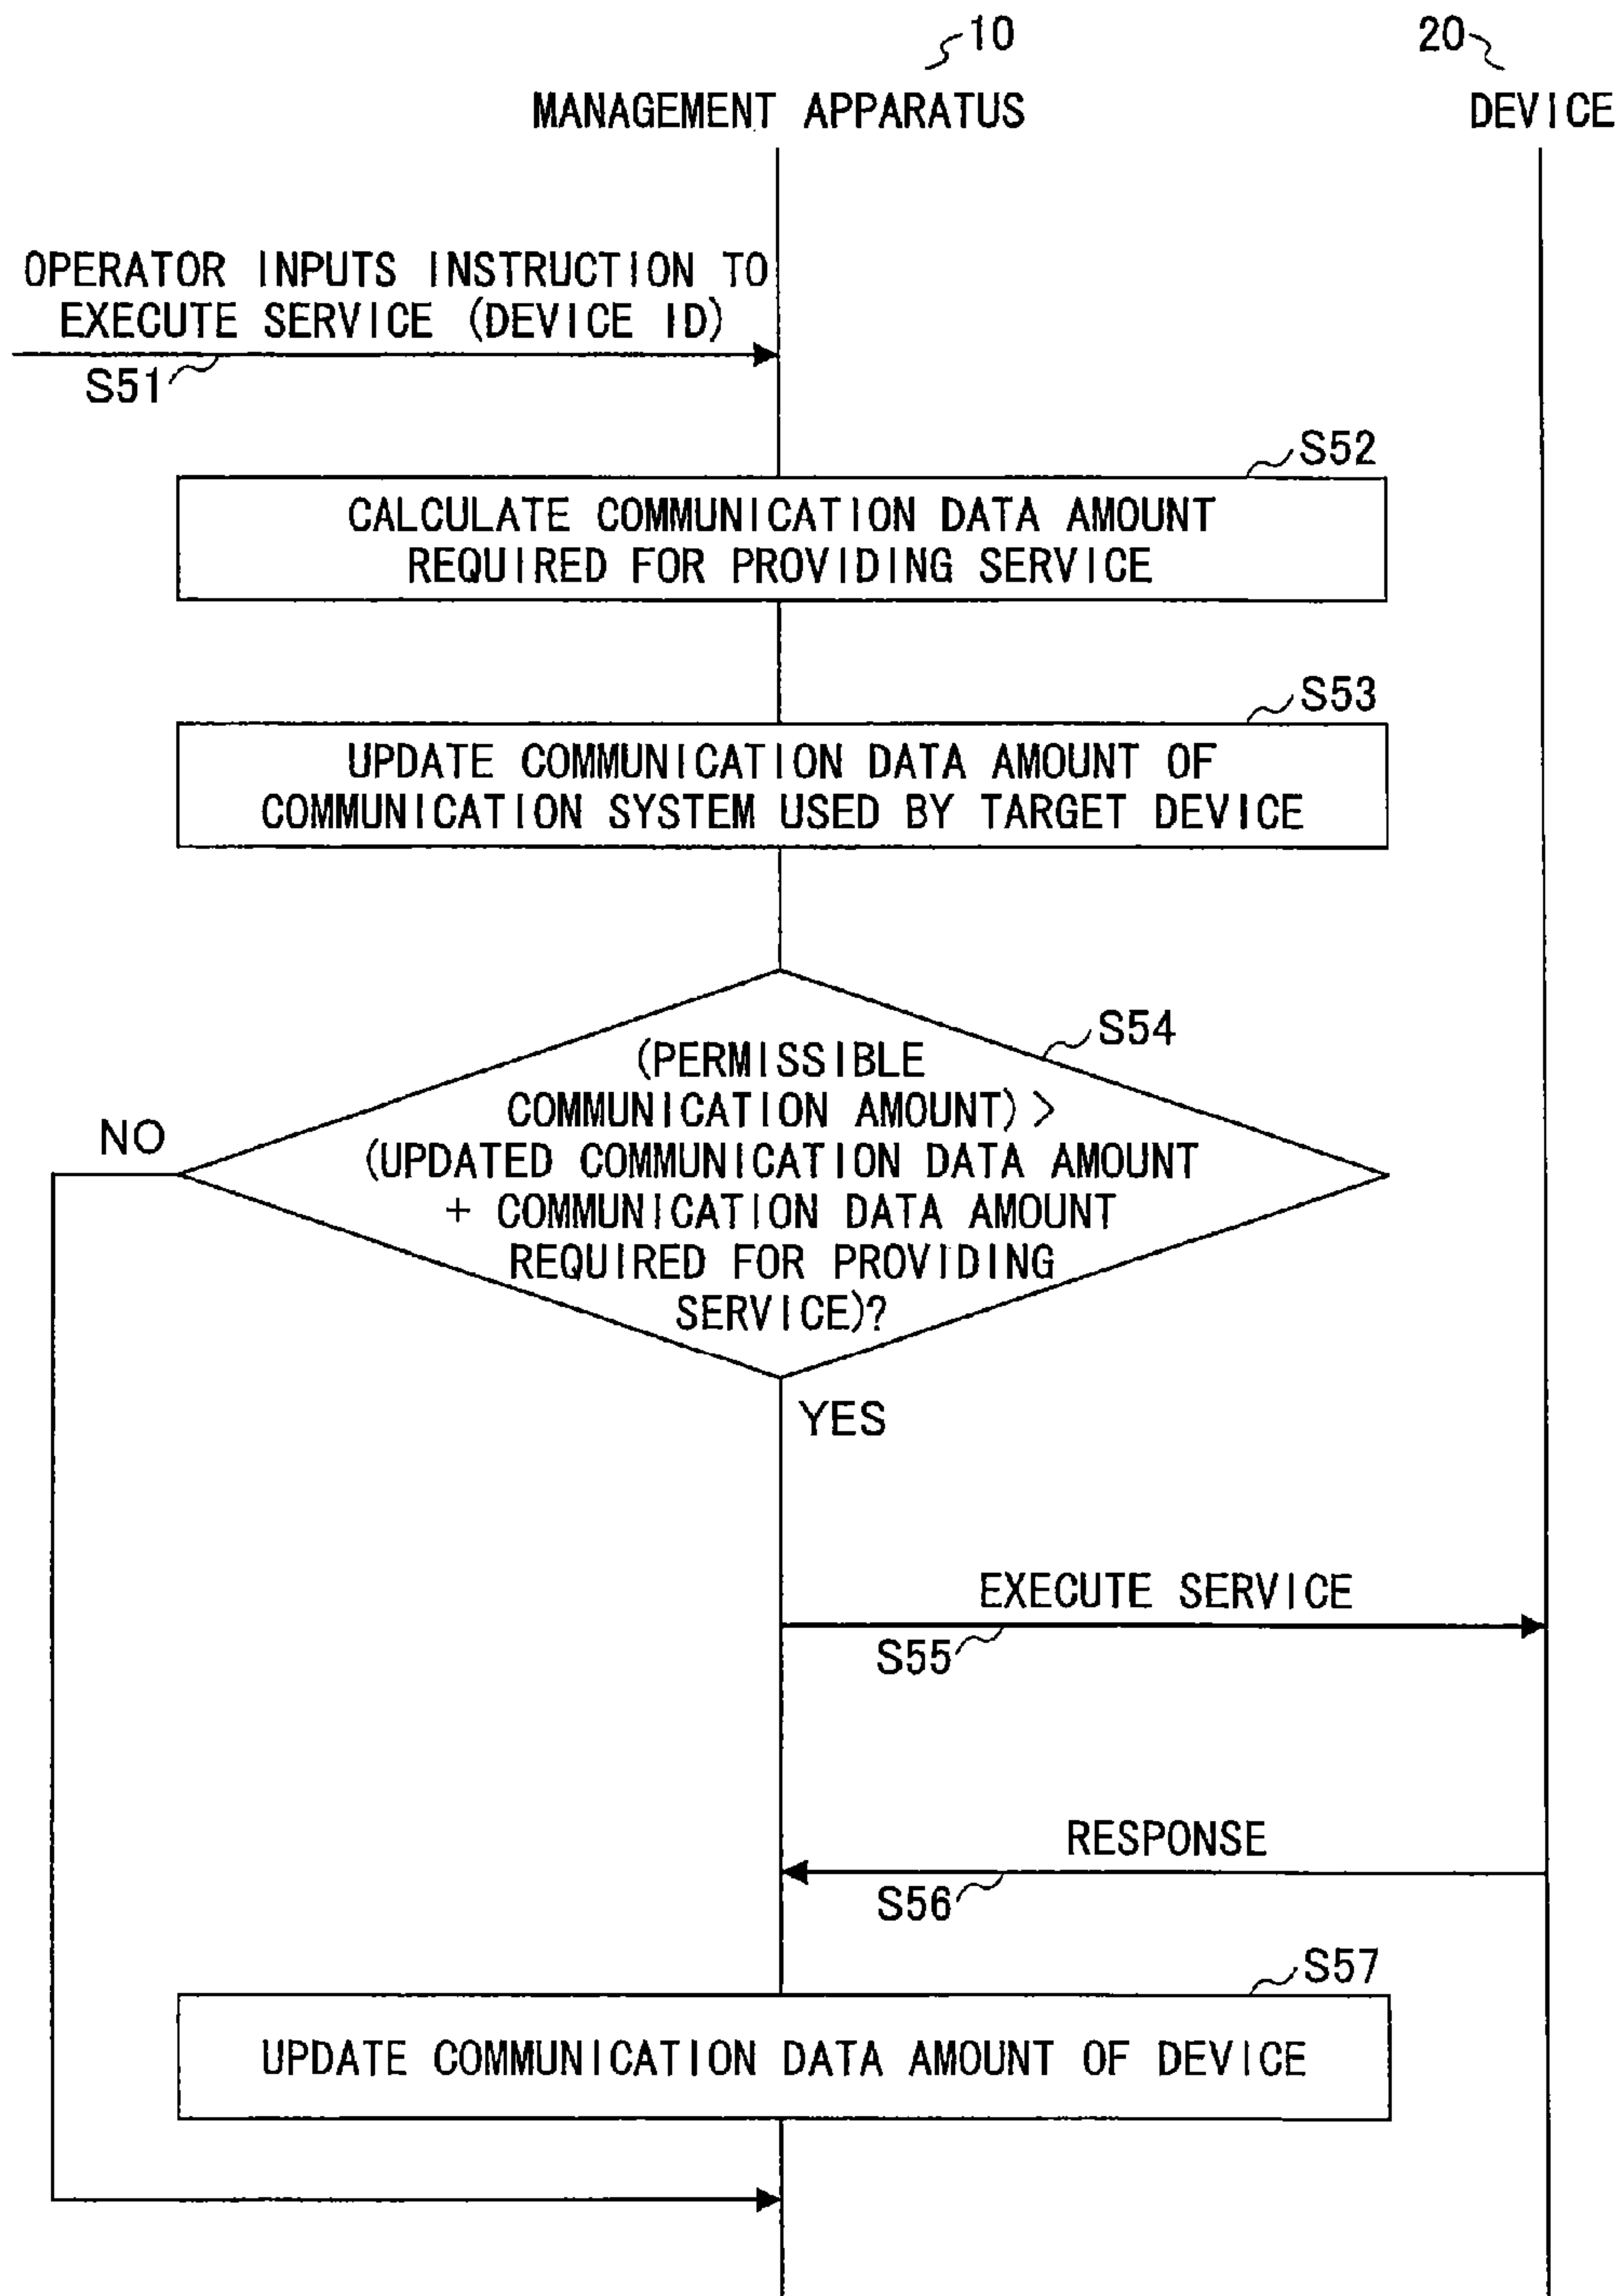 10
20
MANAGEMENT APPARATUS
DEVICE
OPERATOR INPUTS INSTRUCTION TO
EXECUTE SERVICE (DEVICE ID)
S51
S52
CALCULATE COMMUNICATION DATA AMOUNT
REQUIRED FOR PROVIDING SERVICE
S53
UPDATE COMMUNICATION DATA AMOUNT OF
COMMUNICATION SYSTEM USED BY TARGET DEVICE
S54
(PERMISSIBLE
COMMUNICATION AMOUNT) >
(UPDATED COMMUNICATION DATA AMOUNT
+ COMMUNICATION DATA AMOUNT
REQUIRED FOR PROVIDING
SERVICE)?
NO
YES
EXECUTE SERVICE
S55
RESPONSE
S56
S57
UPDATE COMMUNICATION DATA AMOUNT OF DEVICE